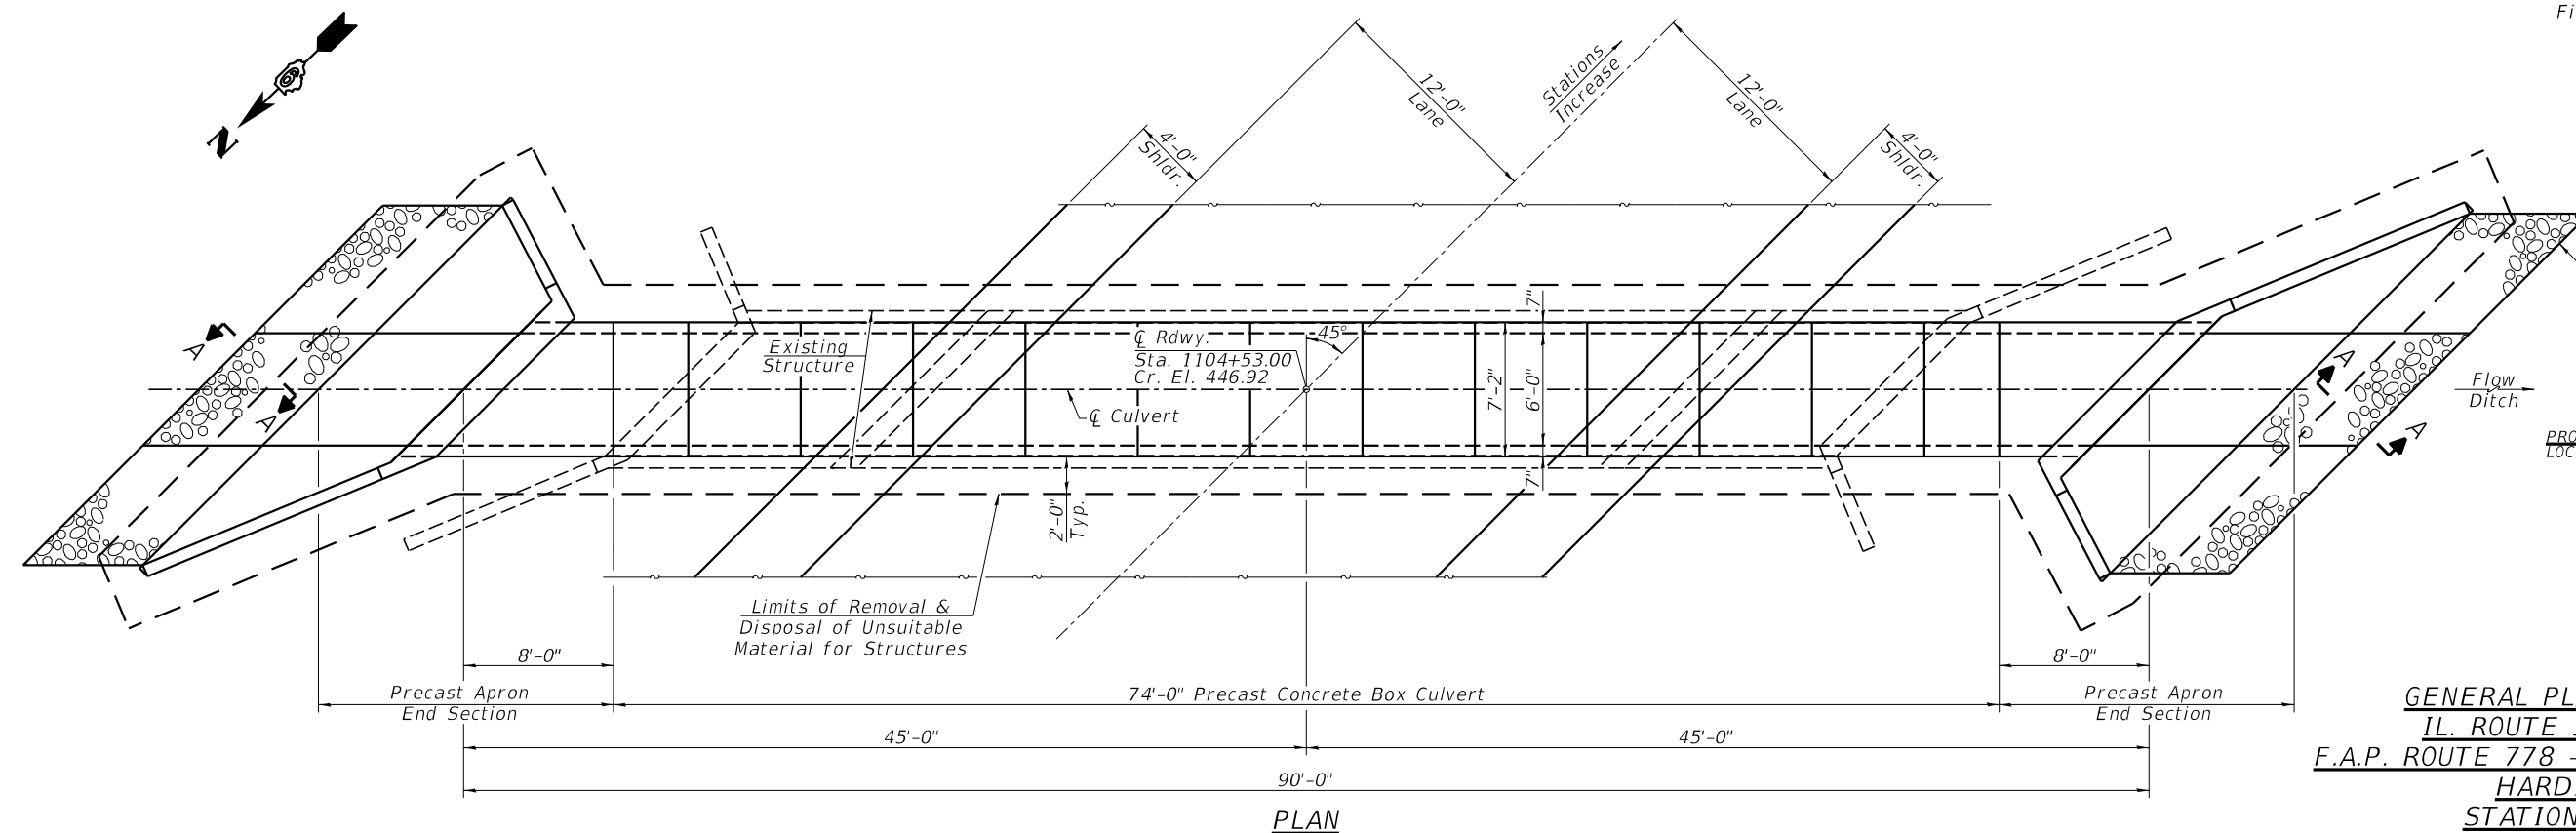 Fi
N
Stations
Increase
12'-0"
Lane
12'-0"
Lane
4'-0"
Shldr.
4'-0"
Shldr.
A
A
Existing
Structure
℄ Rdwy.
Sta. 1104+53.00
Cr. El. 446.92
45°
7"
7'-2"
6'-0"
7"
℄ Culvert
A
A
Flow
Ditch
PRO
LOC
2'-0"
Typ.
Limits of Removal &
Disposal of Unsuitable
Material for Structures
8'-0"
8'-0"
Precast Apron
End Section
74'-0" Precast Concrete Box Culvert
Precast Apron
End Section
45'-0"
45'-0"
90'-0"
PLAN
GENERAL PL
IL. ROUTE
F.A.P. ROUTE 778 -
HARD
STATION